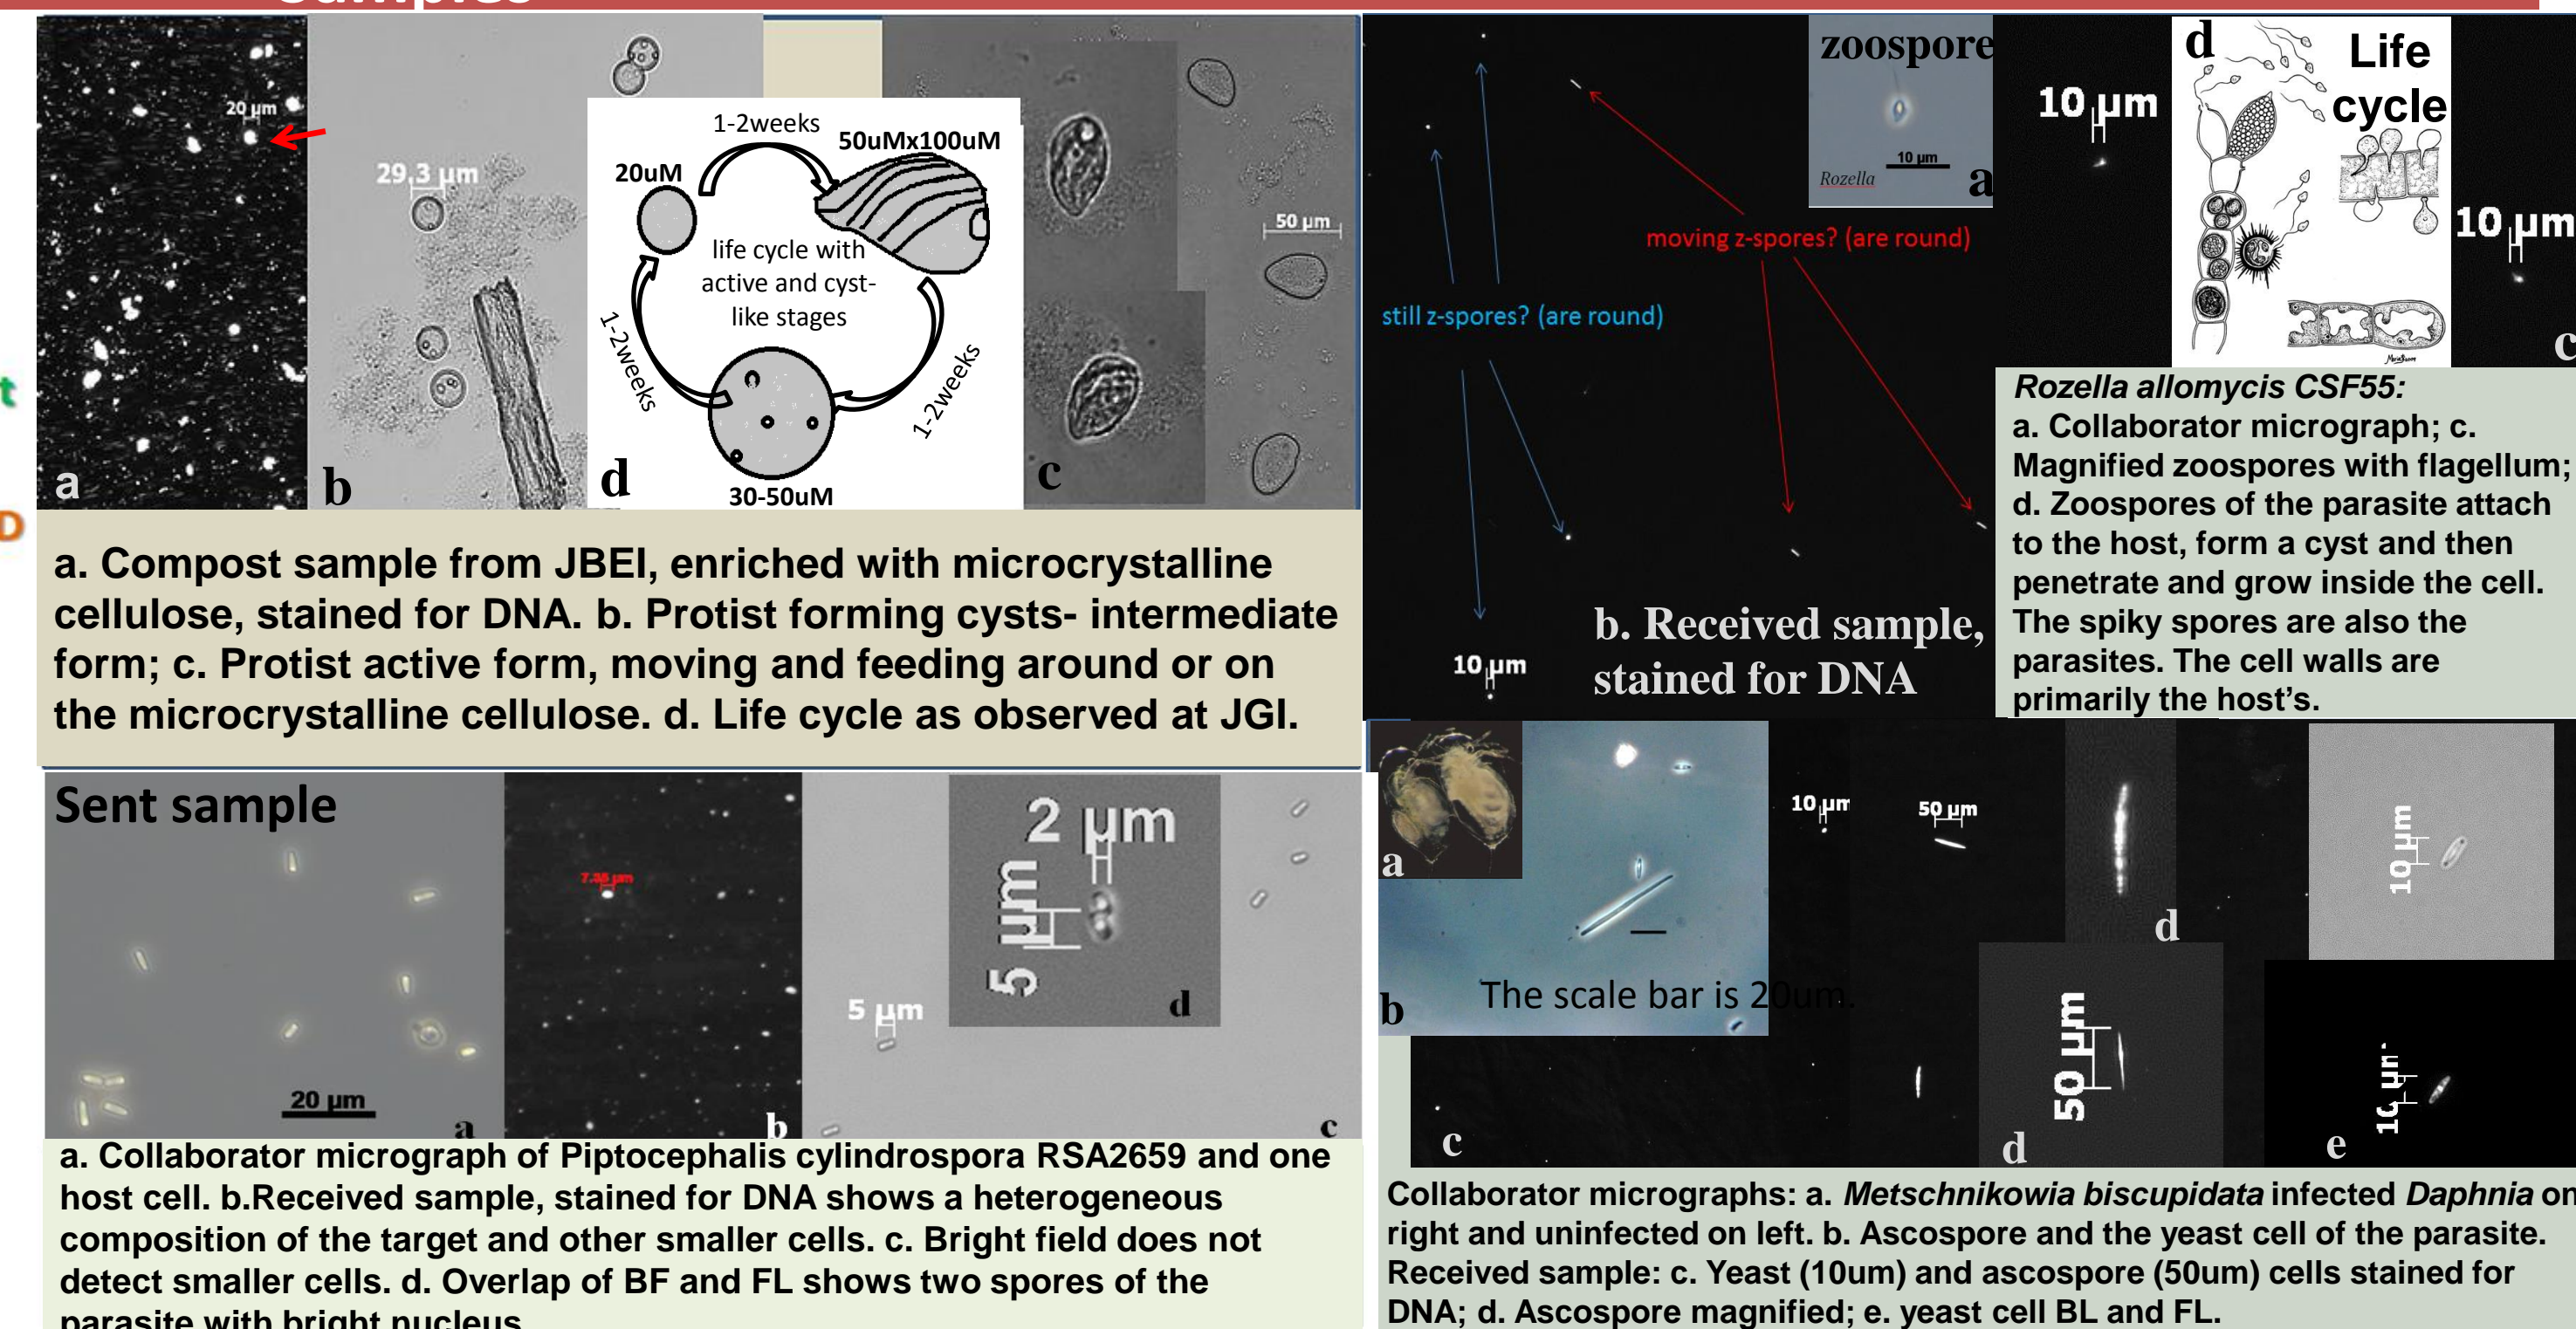 Samples
t
D
20 µm
a
29.3 µm
b
1-2weeks
50uMx100uM
20uM
life cycle with
active and cyst-
like stages
1-2weeks
1-2weeks
30-50uM
d
c
50 µm
a. Compost sample from JBEI, enriched with microcrystalline
cellulose, stained for DNA. b. Protist forming cysts- intermediate
form; c. Protist active form, moving and feeding around or on
the microcrystalline cellulose. d. Life cycle as observed at JGI.
zoospore
10 µm
Rozella
a
moving z-spores? (are round)
still z-spores? (are round)
10 µm
b. Received sample,
stained for DNA
10 µm
d
Life
cycle
10 µm
c
Rozella allomycis CSF55:
a. Collaborator micrograph; c.
Magnified zoospores with flagellum;
d. Zoospores of the parasite attach
to the host, form a cyst and then
penetrate and grow inside the cell.
The spiky spores are also the
parasites. The cell walls are
primarily the host’s.
Sent sample
20 µm
a
7.35 µm
b
5 µm
2 µm
5 µm
d
c
a. Collaborator micrograph of Piptocephalis cylindrospora RSA2659 and one
host cell. b.Received sample, stained for DNA shows a heterogeneous
composition of the target and other smaller cells. c. Bright field does not
detect smaller cells. d. Overlap of BF and FL shows two spores of the
parasite with bright nucleus
a
b
The scale bar is 20um.
10 µm
50 µm
c
d
50 µm
d
10 µm
10 µm
e
Collaborator micrographs: a. Metschnikowia biscupidata infected Daphnia on
right and uninfected on left. b. Ascospore and the yeast cell of the parasite.
Received sample: c. Yeast (10um) and ascospore (50um) cells stained for
DNA; d. Ascospore magnified; e. yeast cell BL and FL.